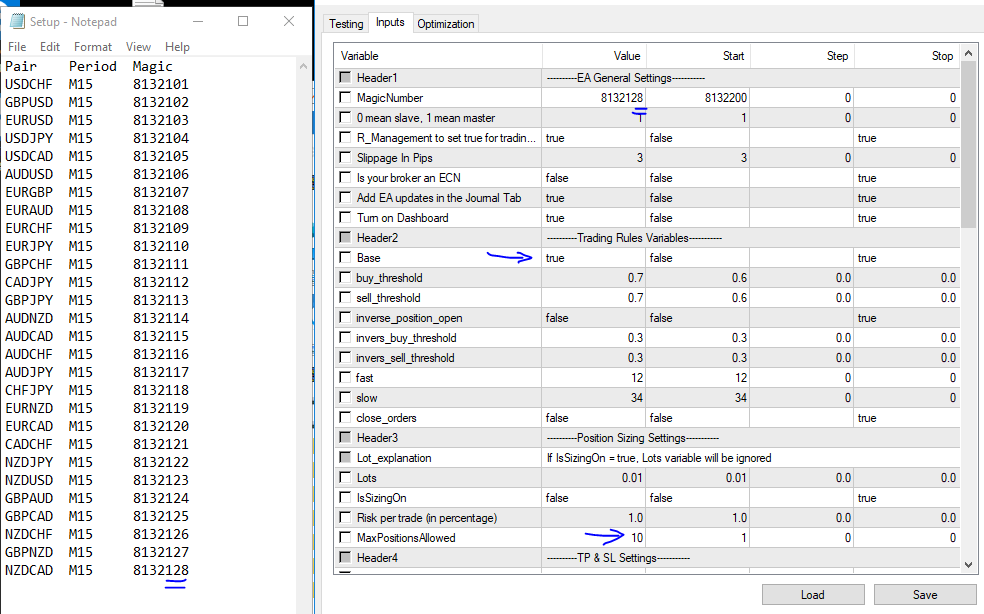 Setup - Notepad
File Edit Format View Help
Pair Period Magic
USDCHF M15 8132101
GBPUSD M15 8132102
EURUSD M15 8132103
USDJPY M15 8132104
USDCAD M15 8132105
AUDUSD M15 8132106
EURGBP M15 8132107
EURAUD M15 8132108
EURCHF M15 8132109
EURJPY M15 8132110
GBPCHF M15 8132111
CADJPY M15 8132112
GBPJPY M15 8132113
AUDNZD M15 8132114
AUDCAD M15 8132115
AUDCHF M15 8132116
AUDJPY M15 8132117
CHFJPY M15 8132118
EURNZD M15 8132119
EURCAD M15 8132120
CADCHF M15 8132121
NZDJPY M15 8132122
NZDUSD M15 8132123
GBPAUD M15 8132124
GBPCAD M15 8132125
NZDCHF M15 8132126
GBPNZD M15 8132127
NZDCAD M15 8132128
Testing Inputs Optimization
Variable Value Start Step Stop
Header1 ----------EA General Settings-----------
MagicNumber 8132128 8132200 0 0
0 mean slave, 1 mean master 1 1 0 0
R_Management to set true for tradin... true false true
Slippage In Pips 3 3 0 0
Is your broker an ECN false false true
Add EA updates in the Journal Tab true false true
Turn on Dashboard true false true
Header2 ----------Trading Rules Variables-----------
Base true false true
buy_threshold 0.7 0.6 0.0 0.0
sell_threshold 0.7 0.6 0.0 0.0
inverse_position_open false false true
invers_buy_threshold 0.3 0.3 0.0 0.0
invers_sell_threshold 0.3 0.3 0.0 0.0
fast 12 12 0 0
slow 34 34 0 0
close_orders false false true
Header3 ----------Position Sizing Settings-----------
Lot_explanation If IsSizingOn = true, Lots variable will be ignored
Lots 0.01 0.01 0.0 0.0
IsSizingOn false false true
Risk per trade (in percentage) 1.0 1.0 0.0 0.0
MaxPositionsAllowed 10 1 0 0
Header4 ----------TP & SL Settings-----------
Load Save